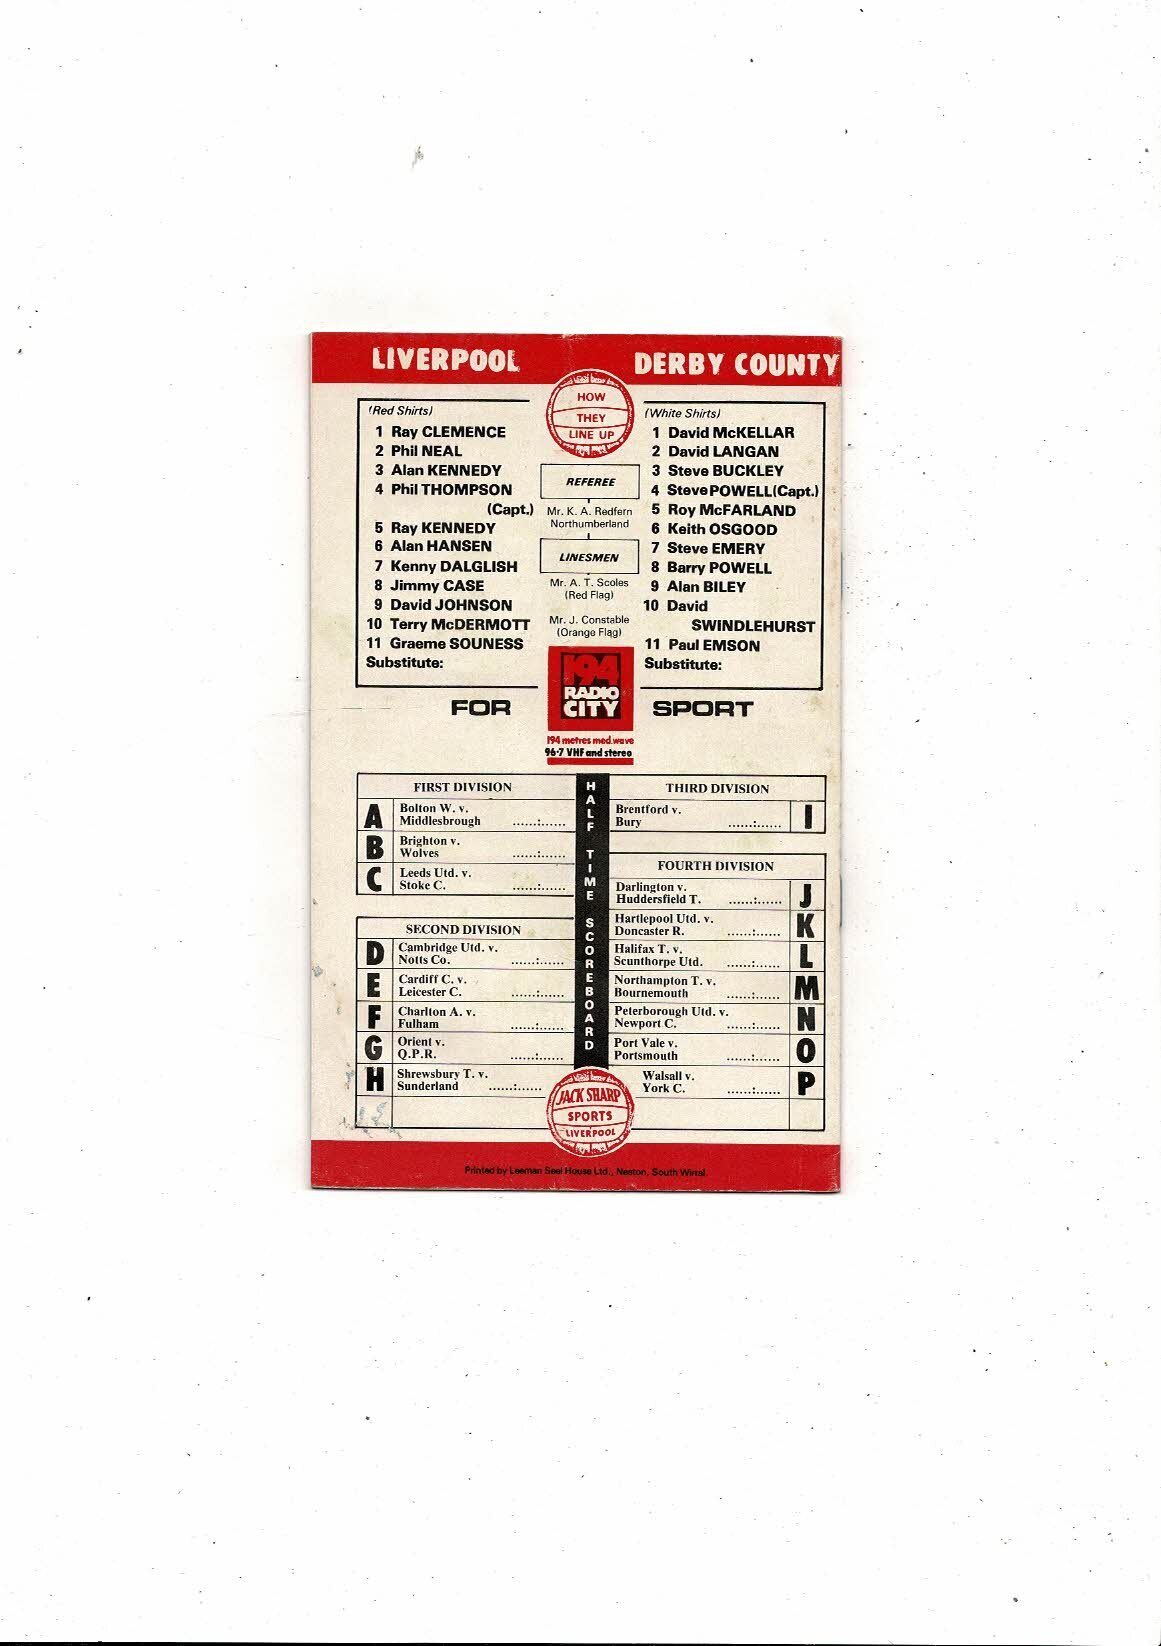 LIVERPOOL
DERBY COUNTY
HOW
THEY
LINE UP
(Red Shirts)
1 Ray CLEMENCE
2 Phil NEAL
3 Alan KENNEDY
4 Phil THOMPSON
(Capt.)
5 Ray KENNEDY
6 Alan HANSEN
7 Kenny DALGLISH
8 Jimmy CASE
9 David JOHNSON
10 Terry McDERMOTT
11 Graeme SOUNESS
Substitute:
REFEREE
Mr. K. A. Redfern
Northumberland
LINESMEN
Mr. A. T. Scoles
(Red Flag)
Mr. J. Constable
(Orange Flag)
(White Shirts)
1 David McKELLAR
2 David LANGAN
3 Steve BUCKLEY
4 Steve POWELL (Capt.)
5 Roy McFARLAND
6 Keith OSGOOD
7 Steve EMERY
8 Barry POWELL
9 Alan BILEY
10 David
SWINDLEHURST
11 Paul EMSON
Substitute:
FOR
194
RADIO
CITY
SPORT
194 metres med.wave
96·7 VHF and stereo
HALF TIME SCOREBOARD
FIRST DIVISION
A Bolton W. v.
Middlesbrough ......:......
B Brighton v.
Wolves ......:......
C Leeds Utd. v.
Stoke C. ......:......
SECOND DIVISION
D Cambridge Utd. v.
Notts Co. ......:......
E Cardiff C. v.
Leicester C. ......:......
F Charlton A. v.
Fulham ......:......
G Orient v.
Q.P.R. ......:......
H Shrewsbury T. v.
Sunderland ......:......
THIRD DIVISION
Brentford v. I
Bury ......:......
FOURTH DIVISION
Darlington v. J
Huddersfield T. ......:......
Hartlepool Utd. v. K
Doncaster R. ......:......
Halifax T. v. L
Scunthorpe Utd. ......:......
Northampton T. v. M
Bournemouth ......:......
Peterborough Utd. v. N
Newport C. ......:......
Port Vale v. O
Portsmouth ......:......
Walsall v. P
York C. ......:......
JACK SHARP
SPORTS
LIVERPOOL
Printed by Leeman Seel House Ltd., Neston, South Wirral.